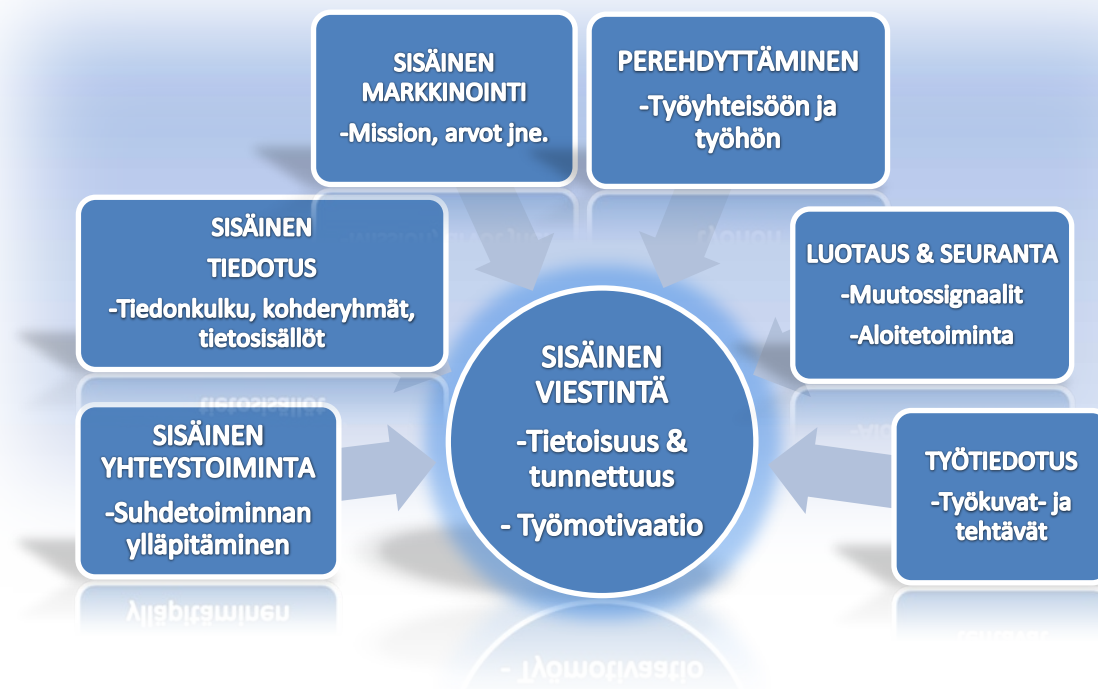 SISÄINEN
MARKKINOINTI
-Mission, arvot jne.
PEREHDYTTÄMINEN
-Työyhteisöön ja
työhön
SISÄINEN
TIEDOTUS
-Tiedonkulku, kohderyhmät,
tietosisällöt
LUOTAUS & SEURANTA
-Muutossignaalit
-Aloitetoiminta
SISÄINEN
VIESTINTÄ
-Tietoisuus &
tunnettuus
- Työmotivaatio
SISÄINEN
YHTEYSTOIMINTA
-Suhdetoiminnan
ylläpitäminen
TYÖTIEDOTUS
-Työkuvat- ja
tehtävät